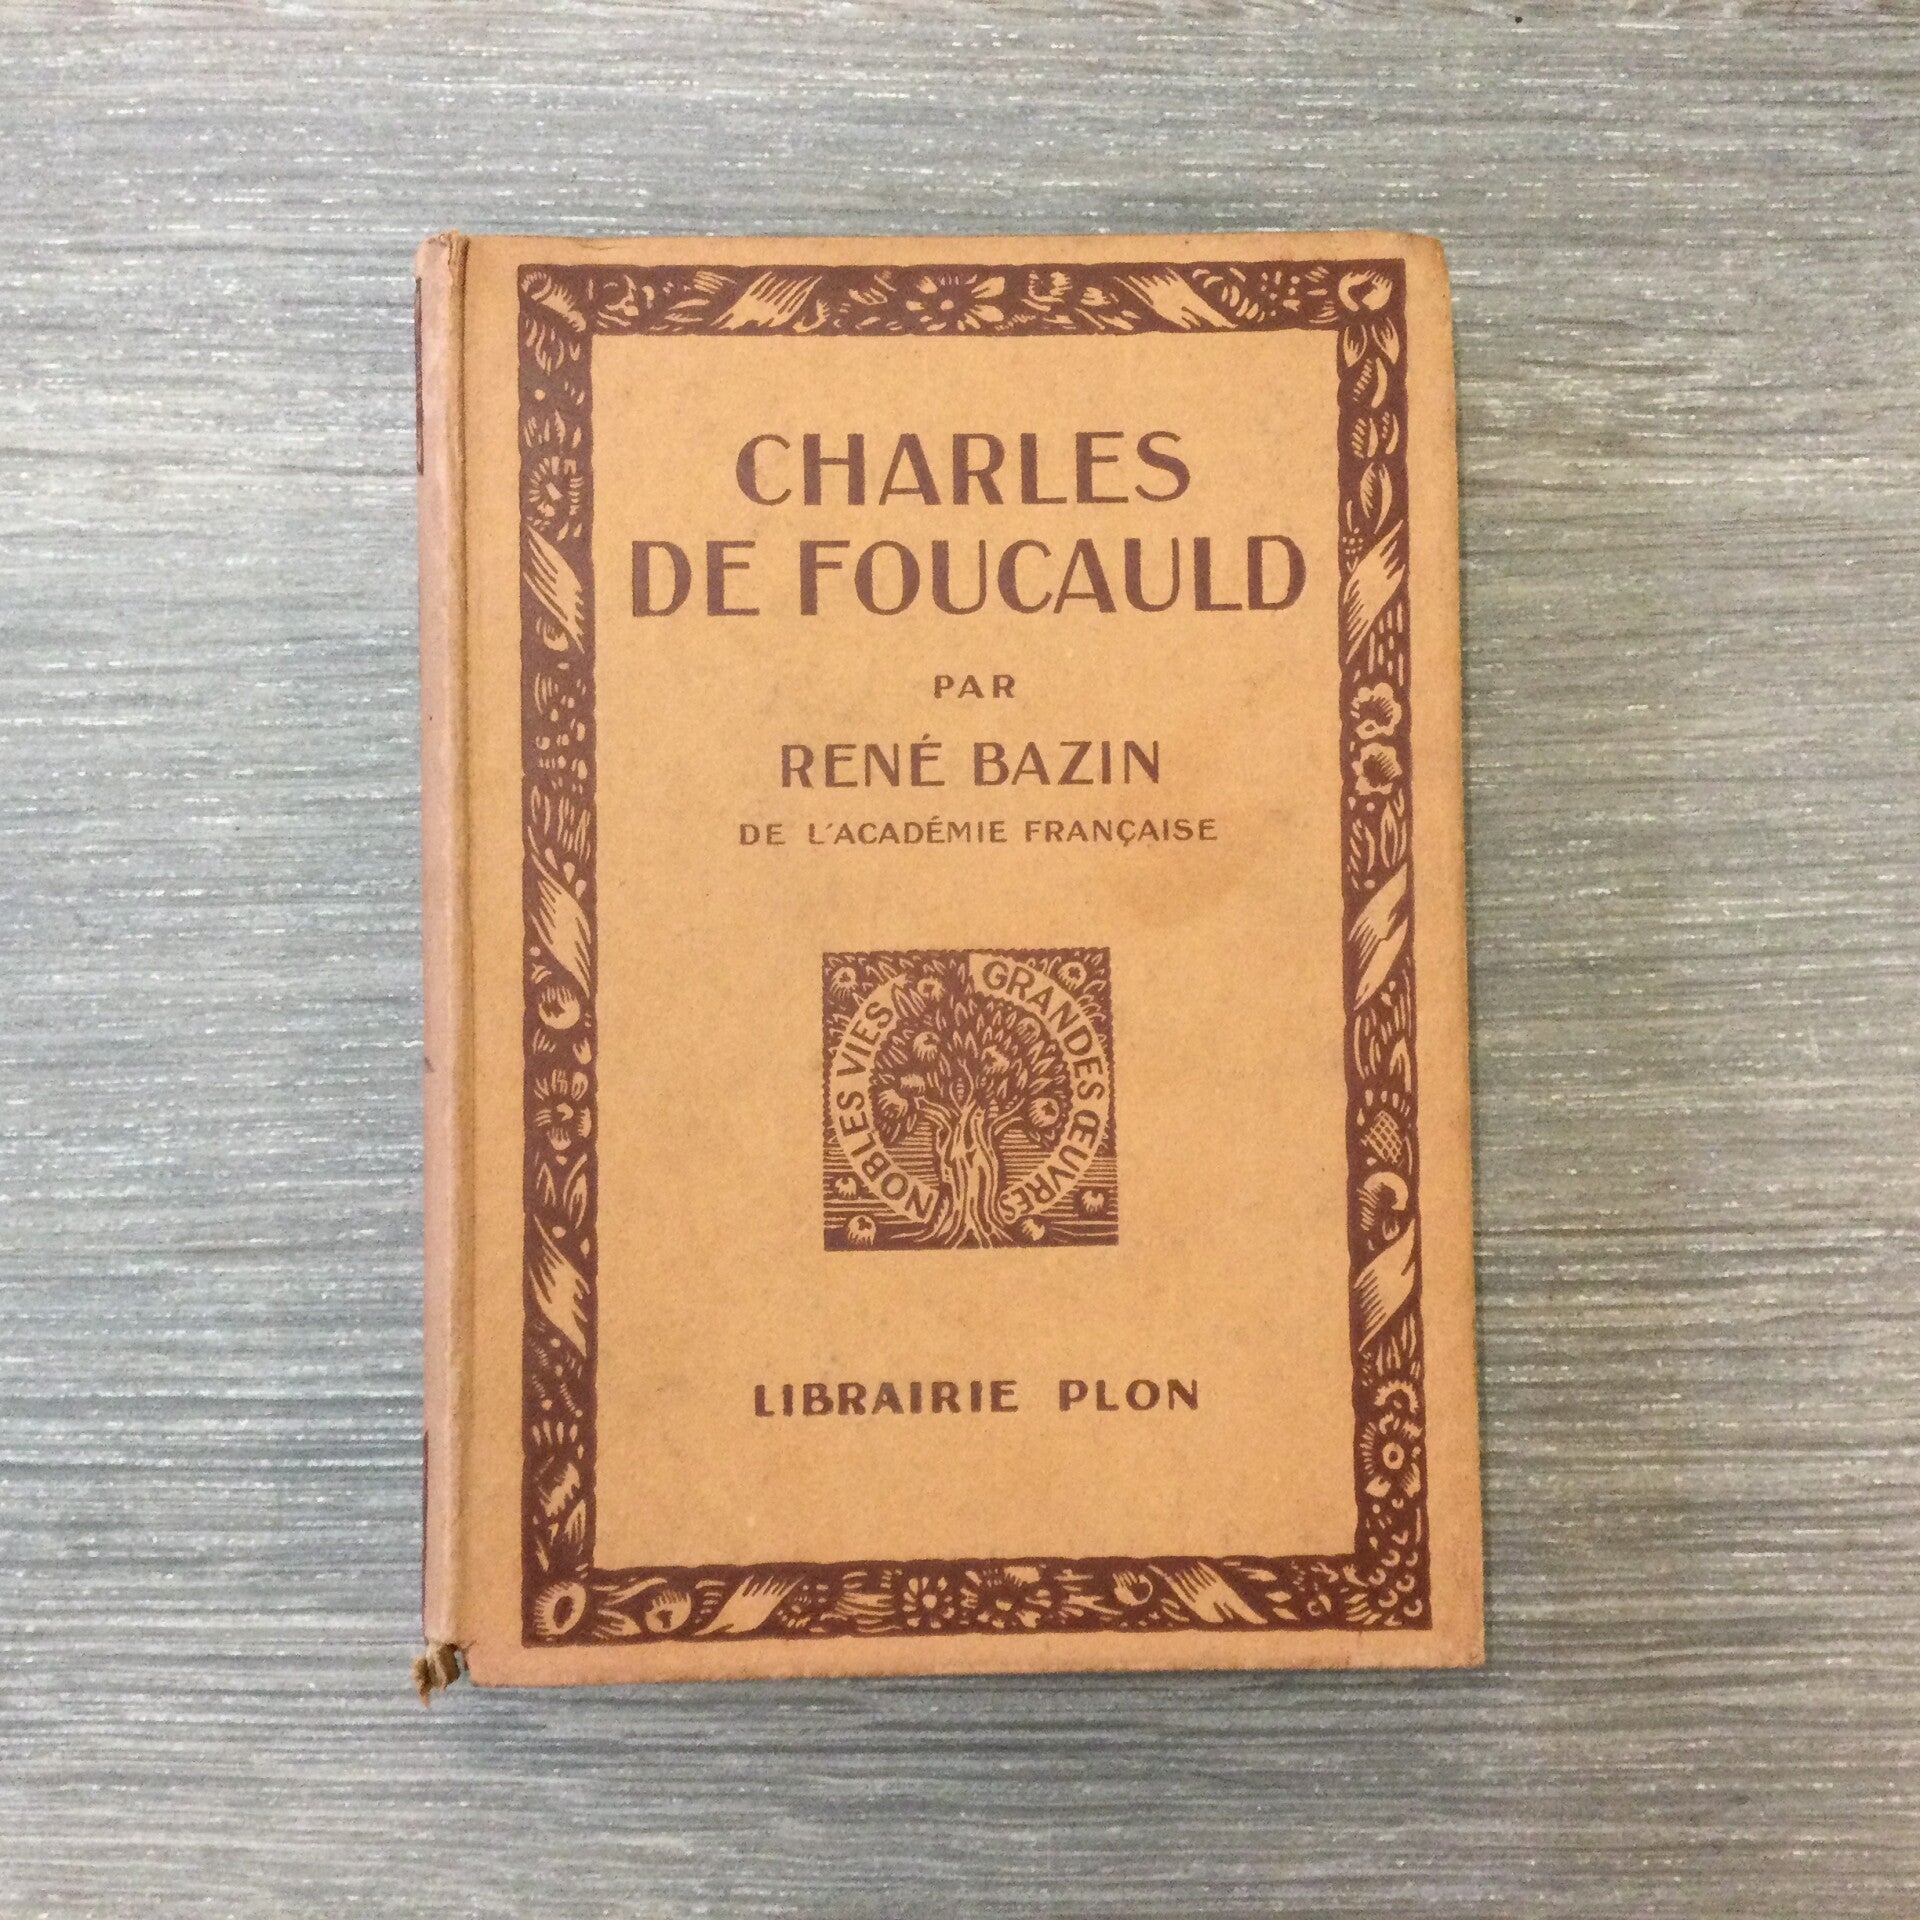 CHARLES
DE FOUCAULD
PAR
RENÉ BAZIN
DE L'ACADÉMIE FRANÇAISE
NOBLES VIES
GRANDES ŒUVRES
LIBRAIRIE PLON